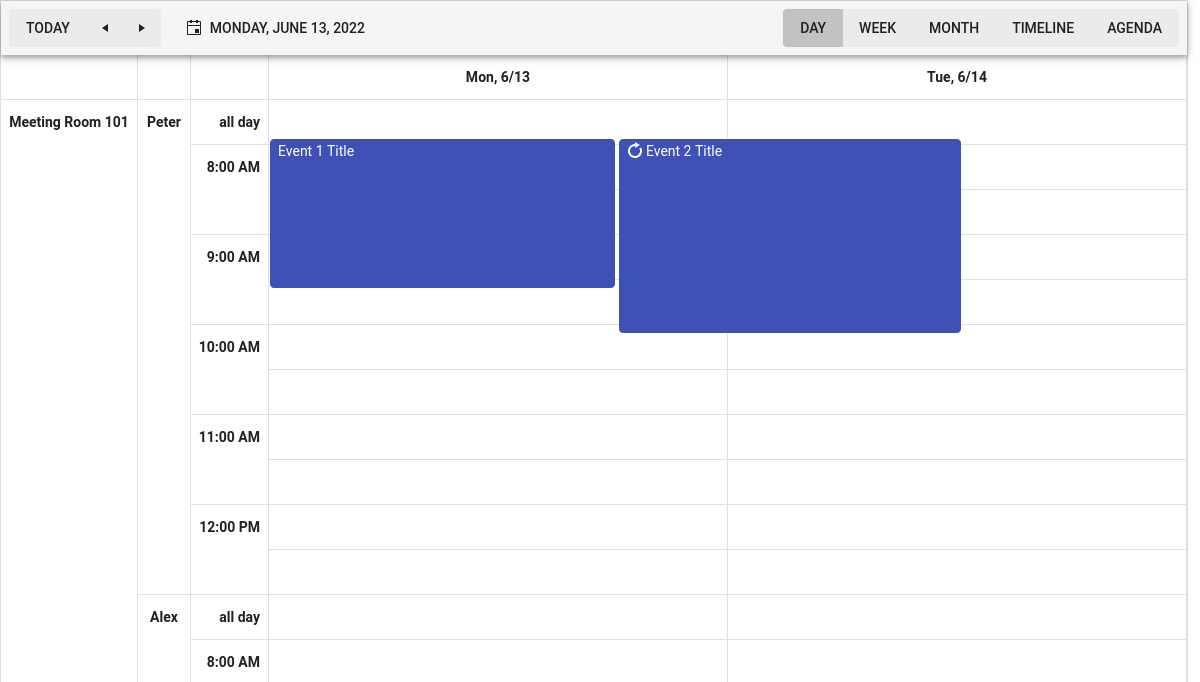 TODAY MONDAY, JUNE 13, 2022 DAY WEEK MONTH TIMELINE AGENDA
Mon, 6/13 Tue, 6/14
Meeting Room 101 Peter all day
Event 1 Title Event 2 Title
8:00 AM
9:00 AM
10:00 AM
11:00 AM
12:00 PM
Alex all day
8:00 AM